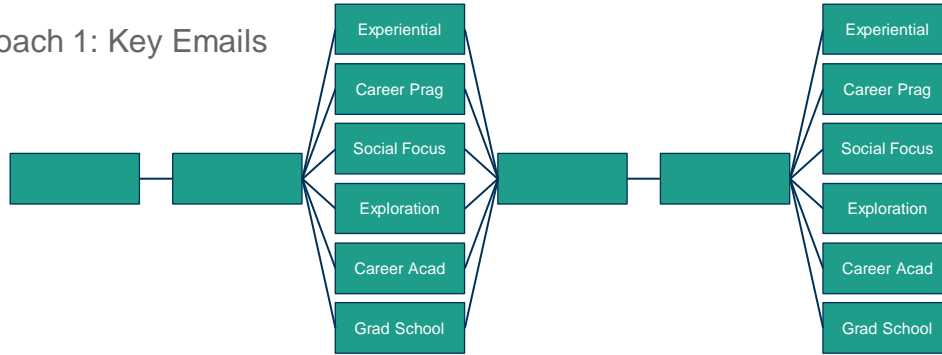 oach 1: Key Emails
Experiential
Career Prag
Social Focus
Exploration
Career Acad
Grad School
Experiential
Career Prag
Social Focus
Exploration
Career Acad
Grad School